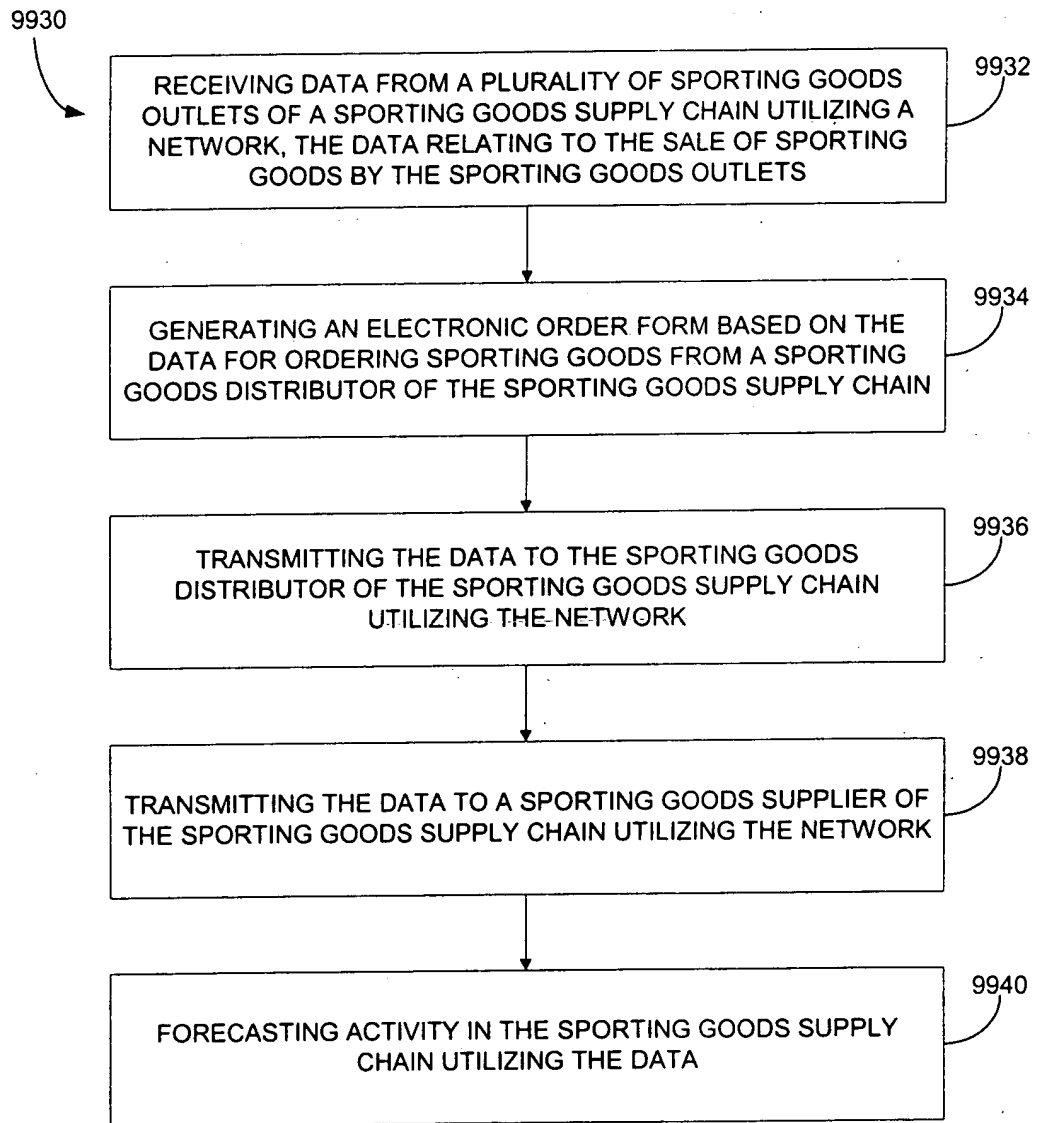 9930
9932
RECEIVING DATA FROM A PLURALITY OF SPORTING GOODS
OUTLETS OF A SPORTING GOODS SUPPLY CHAIN UTILIZING A
NETWORK, THE DATA RELATING TO THE SALE OF SPORTING
GOODS BY THE SPORTING GOODS OUTLETS
9934
GENERATING AN ELECTRONIC ORDER FORM BASED ON THE
DATA FOR ORDERING SPORTING GOODS FROM A SPORTING
GOODS DISTRIBUTOR OF THE SPORTING GOODS SUPPLY CHAIN
9936
TRANSMITTING THE DATA TO THE SPORTING GOODS
DISTRIBUTOR OF THE SPORTING GOODS SUPPLY CHAIN
UTILIZING THE NETWORK
9938
TRANSMITTING THE DATA TO A SPORTING GOODS SUPPLIER OF
THE SPORTING GOODS SUPPLY CHAIN UTILIZING THE NETWORK
9940
FORECASTING ACTIVITY IN THE SPORTING GOODS SUPPLY
CHAIN UTILIZING THE DATA